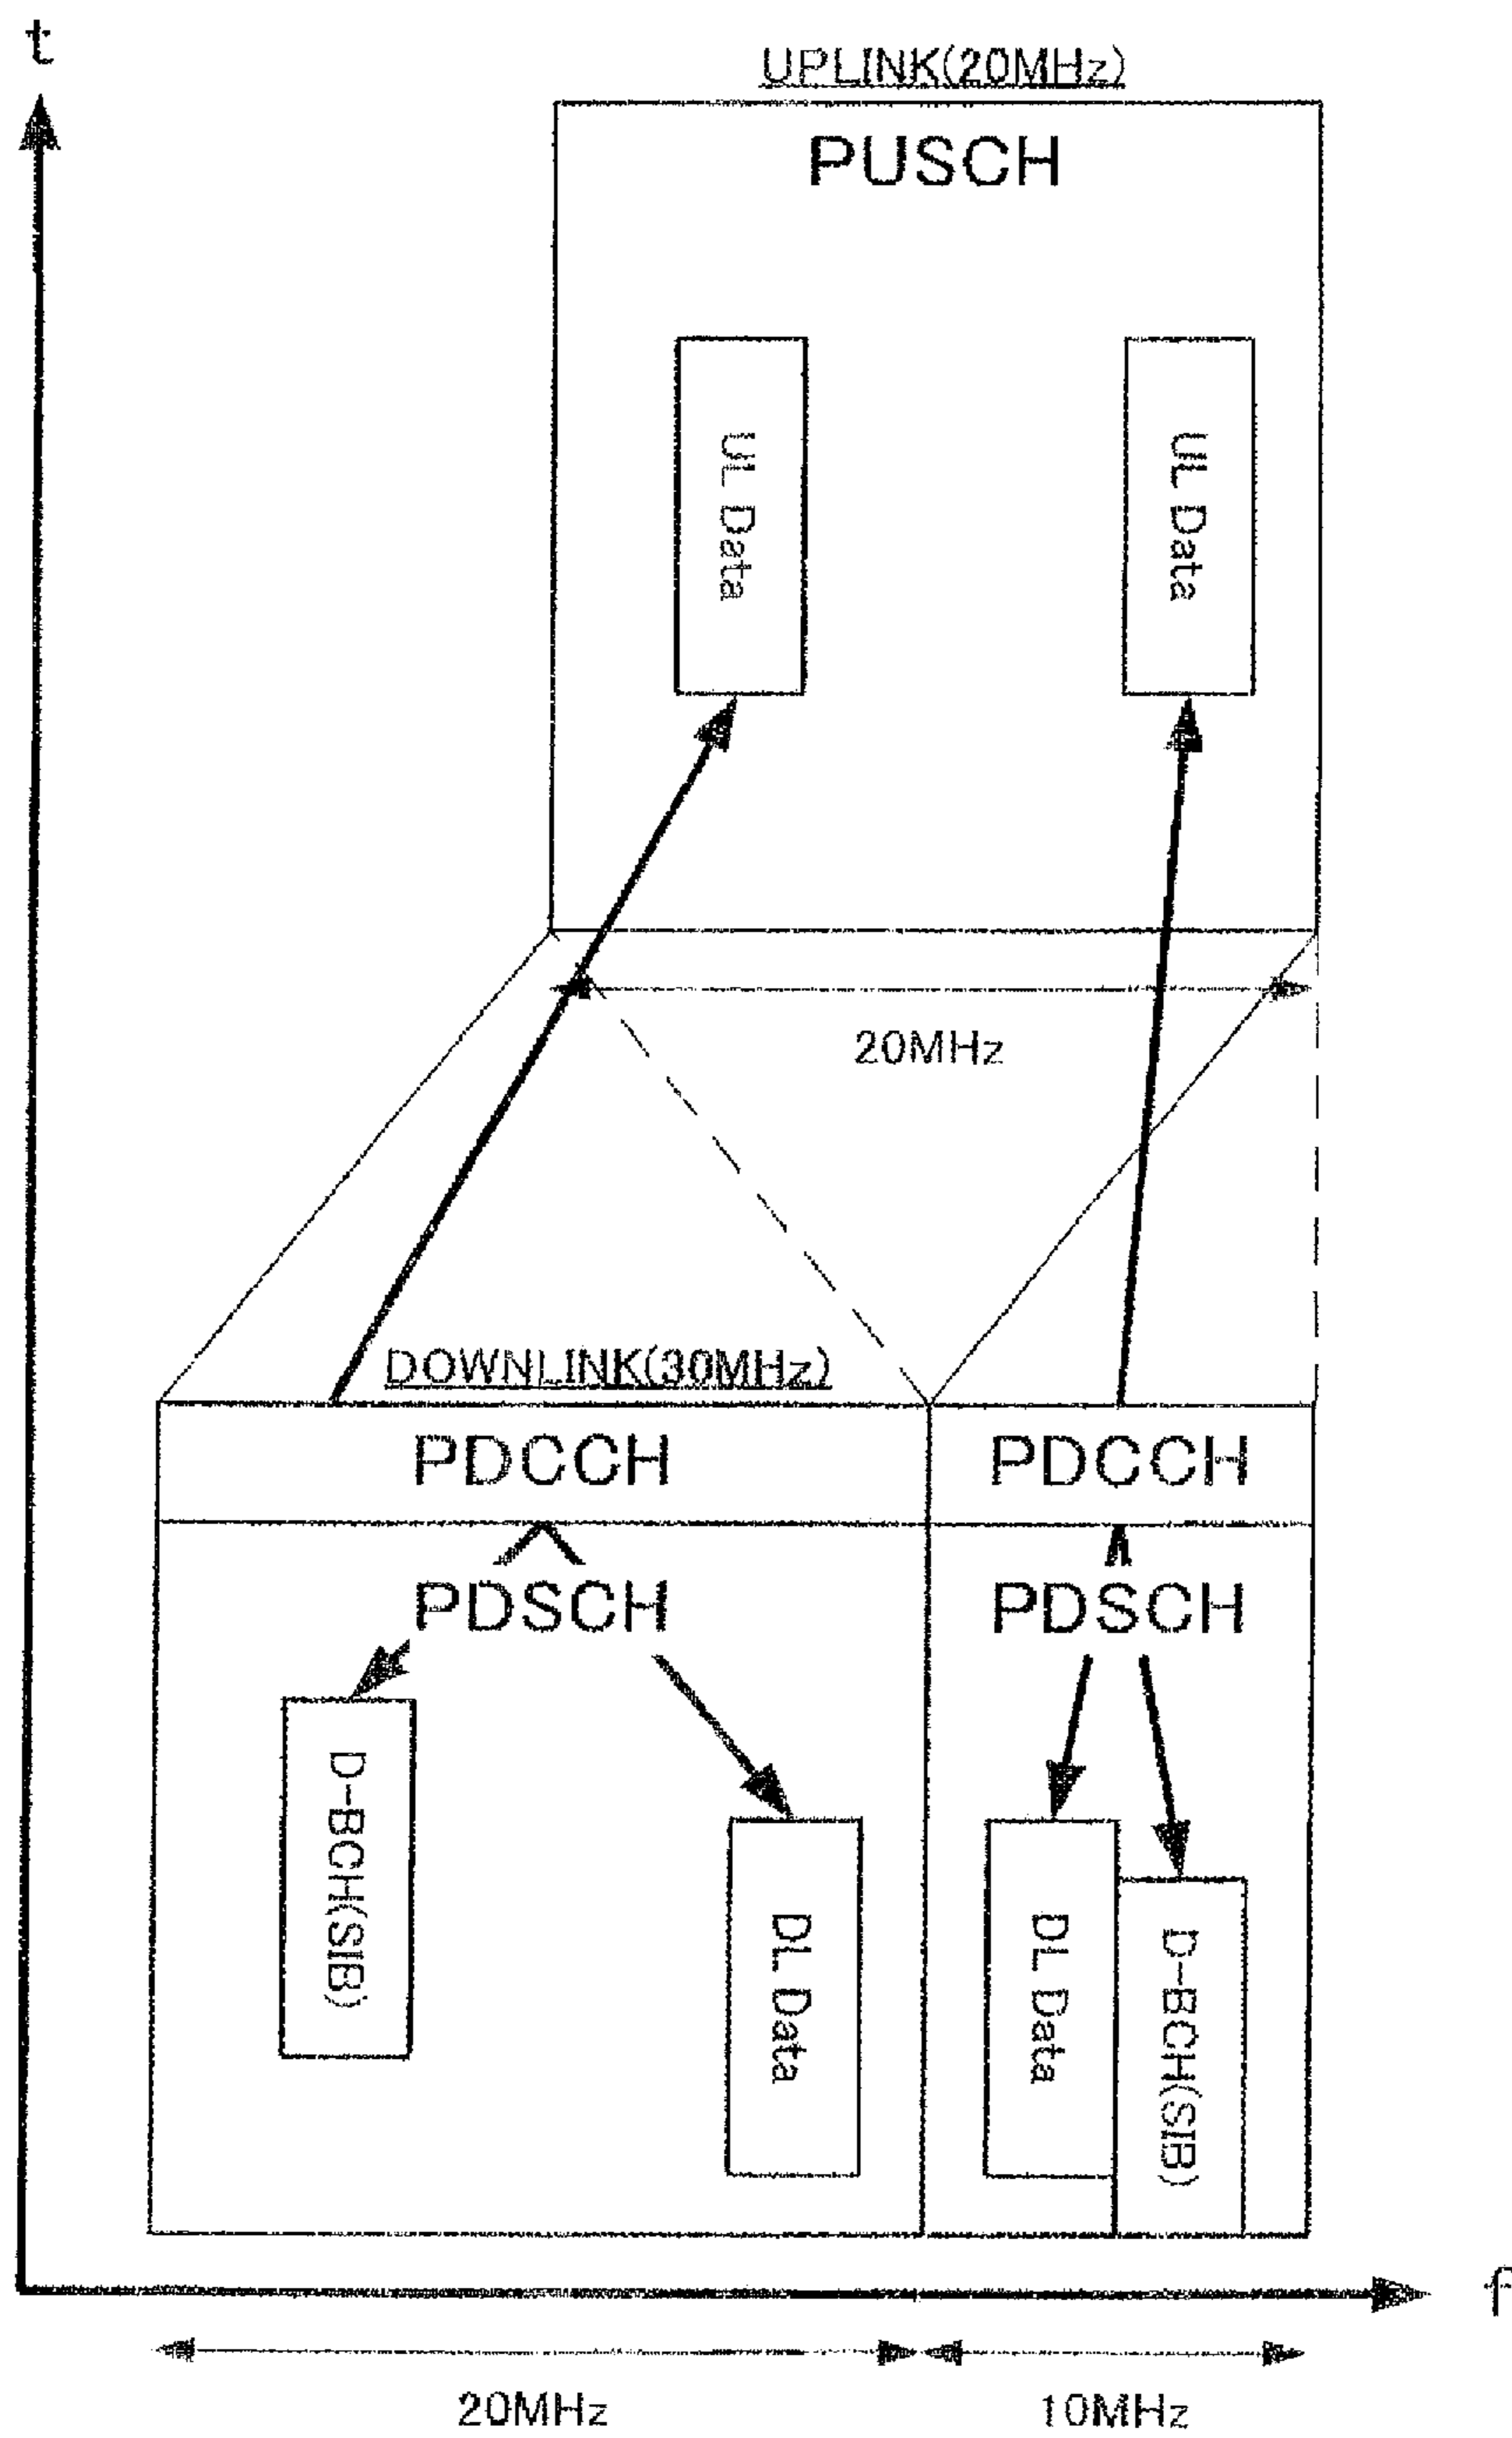 t
UPLINK(20MHz)
PUSCH
UL Data
UL Data
20MHz
DOWNLINK(30MHz)
PDCCH
PDCCH
PDSCH
PDSCH
D-BCH(SIB)
DL Data
DL Data
D-BCH(SIB)
f
20MHz
10MHz